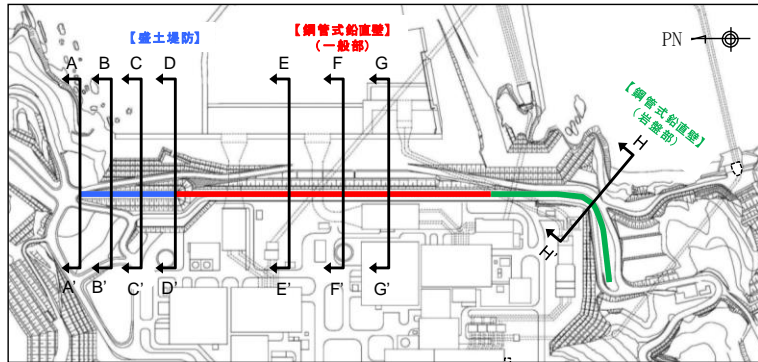 【盛土堤防】
【鋼管式鉛直壁】
(一般部)
PN
【鋼管式鉛直壁】
(岩盤部)
A B C D E F G
H
H'
A' B' C' D' E' F' G'